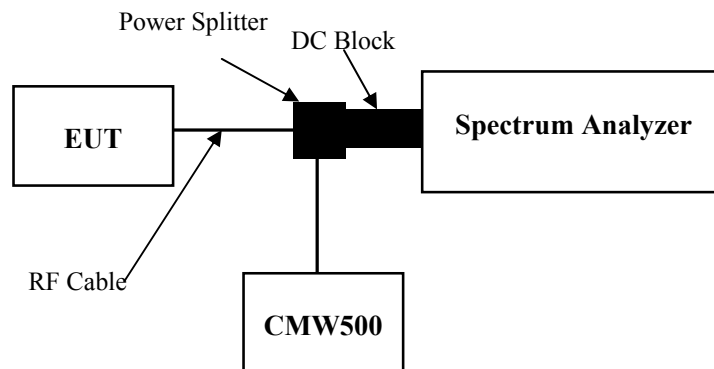 Power Splitter
DC Block
EUT
Spectrum Analyzer
RF Cable
CMW500